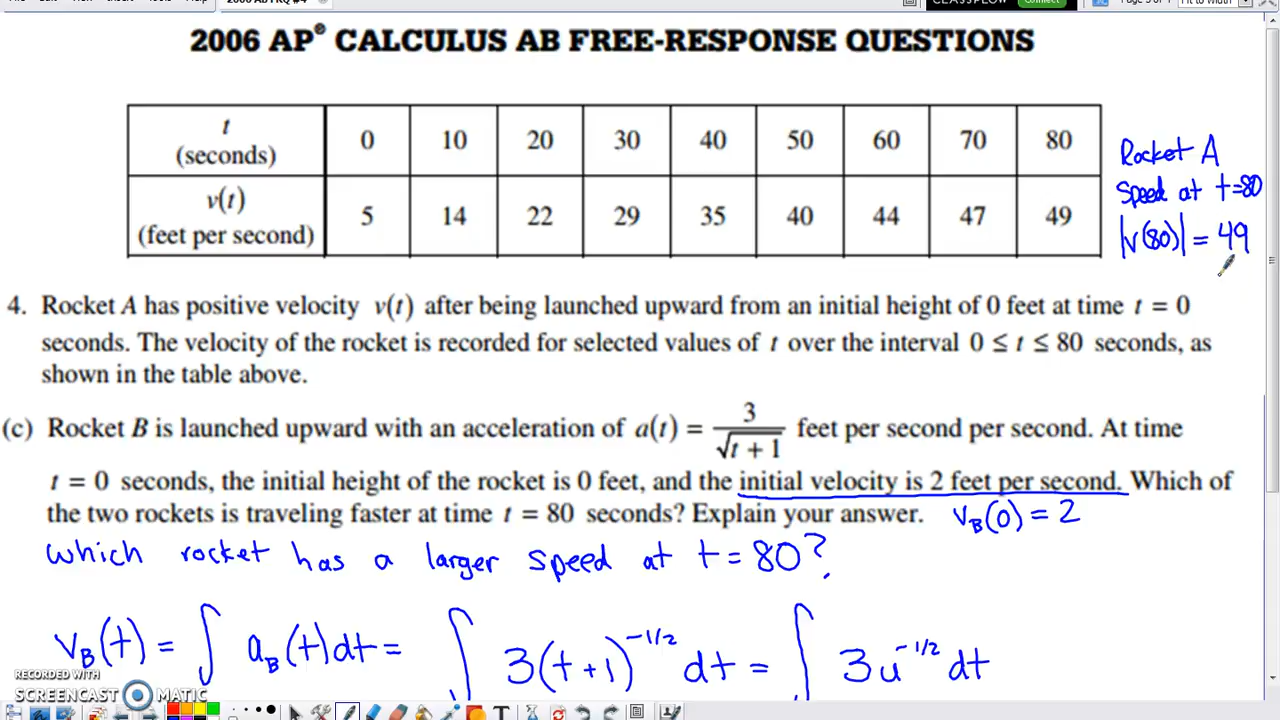 2006 AP® CALCULUS AB FREE-RESPONSE QUESTIONS
t (seconds) 0 10 20 30 40 50 60 70 80
v(t) (feet per second) 5 14 22 29 35 40 44 47 49
Rocket A
Speed at t=80
|v(80)| = 49
4. Rocket A has positive velocity v(t) after being launched upward from an initial height of 0 feet at time t = 0
seconds. The velocity of the rocket is recorded for selected values of t over the interval 0 ≤ t ≤ 80 seconds, as
shown in the table above.
(c) Rocket B is launched upward with an acceleration of a(t) = 3/√(t + 1) feet per second per second. At time
t = 0 seconds, the initial height of the rocket is 0 feet, and the initial velocity is 2 feet per second. Which of
the two rockets is traveling faster at time t = 80 seconds? Explain your answer. v_B(0) = 2
which rocket has a larger speed at t = 80?
v_B(t) = ∫ a_B(t)dt = ∫ 3(t+1)^(-1/2) dt = ∫ 3u^(-1/2) dt
RECORDED WITH
SCREENCAST MATIC